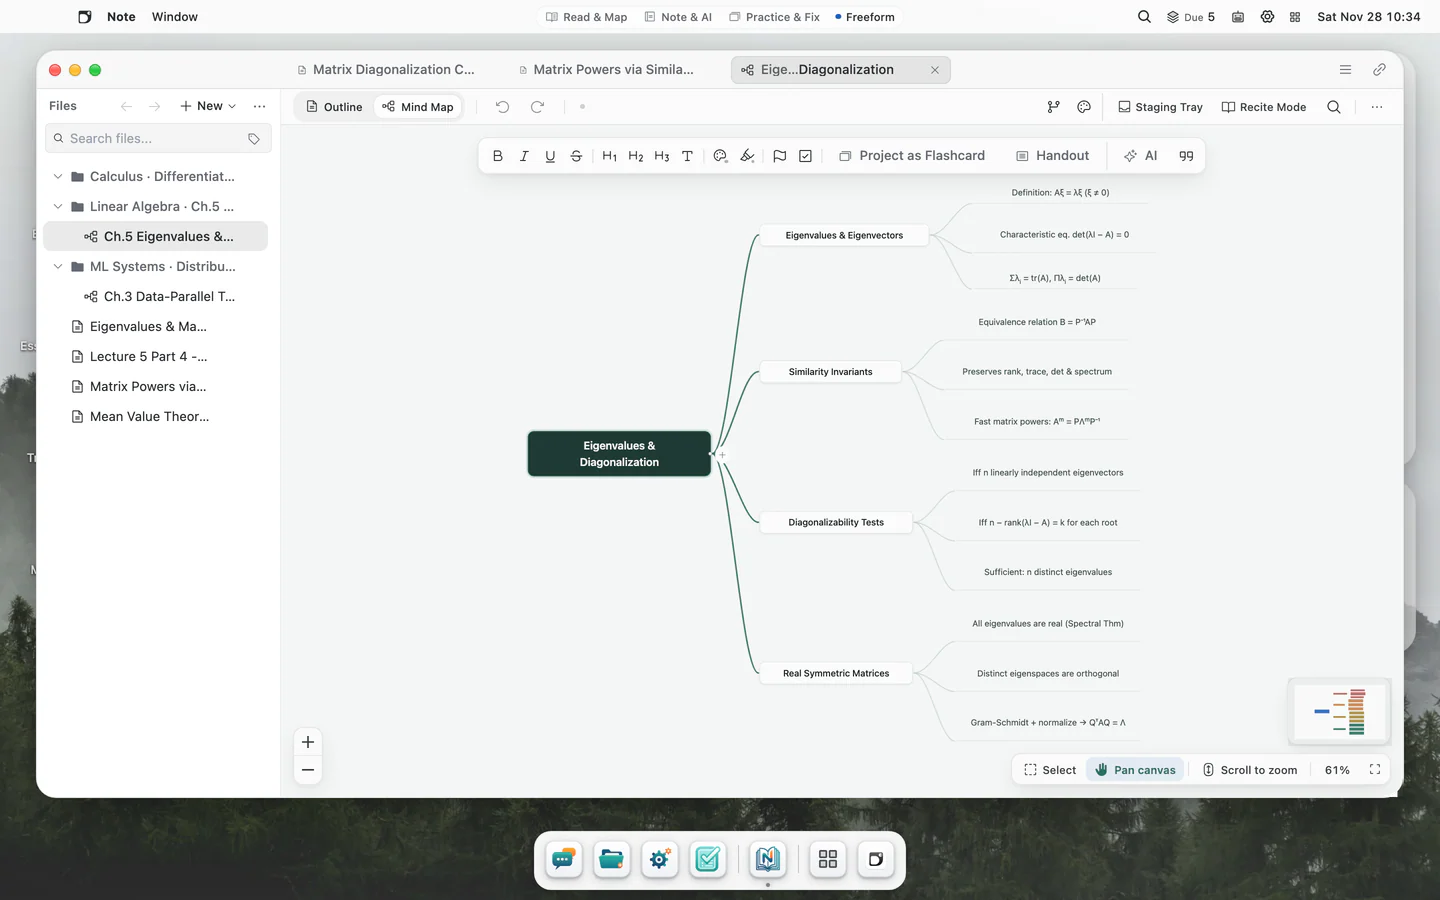 Note Window
Read & Map Note & AI Practice & Fix Freeform
Due 5
Sat Nov 28 10:34
Matrix Diagonalization C...
Matrix Powers via Simila...
Eige...Diagonalization
Files
New
Outline Mind Map
Staging Tray Recite Mode
Search files...
B I U S H1 H2 H3 T Project as Flashcard Handout AI
Calculus · Differentiat...
Linear Algebra · Ch.5 ...
Ch.5 Eigenvalues &...
ML Systems · Distribu...
Ch.3 Data-Parallel T...
Eigenvalues & Ma...
Lecture 5 Part 4 -...
Matrix Powers via...
Mean Value Theor...
Eigenvalues &
Diagonalization
Eigenvalues & Eigenvectors
Definition: Aξ = λξ (ξ ≠ 0)
Characteristic eq. det(λI − A) = 0
Σλᵢ = tr(A), Πλᵢ = det(A)
Similarity Invariants
Equivalence relation B = P⁻¹AP
Preserves rank, trace, det & spectrum
Fast matrix powers: Aᵐ = PΛᵐP⁻¹
Diagonalizability Tests
Iff n linearly independent eigenvectors
Iff n − rank(λI − A) = k for each root
Sufficient: n distinct eigenvalues
Real Symmetric Matrices
All eigenvalues are real (Spectral Thm)
Distinct eigenspaces are orthogonal
Gram-Schmidt + normalize → QᵀAQ = Λ
Select Pan canvas Scroll to zoom 61%